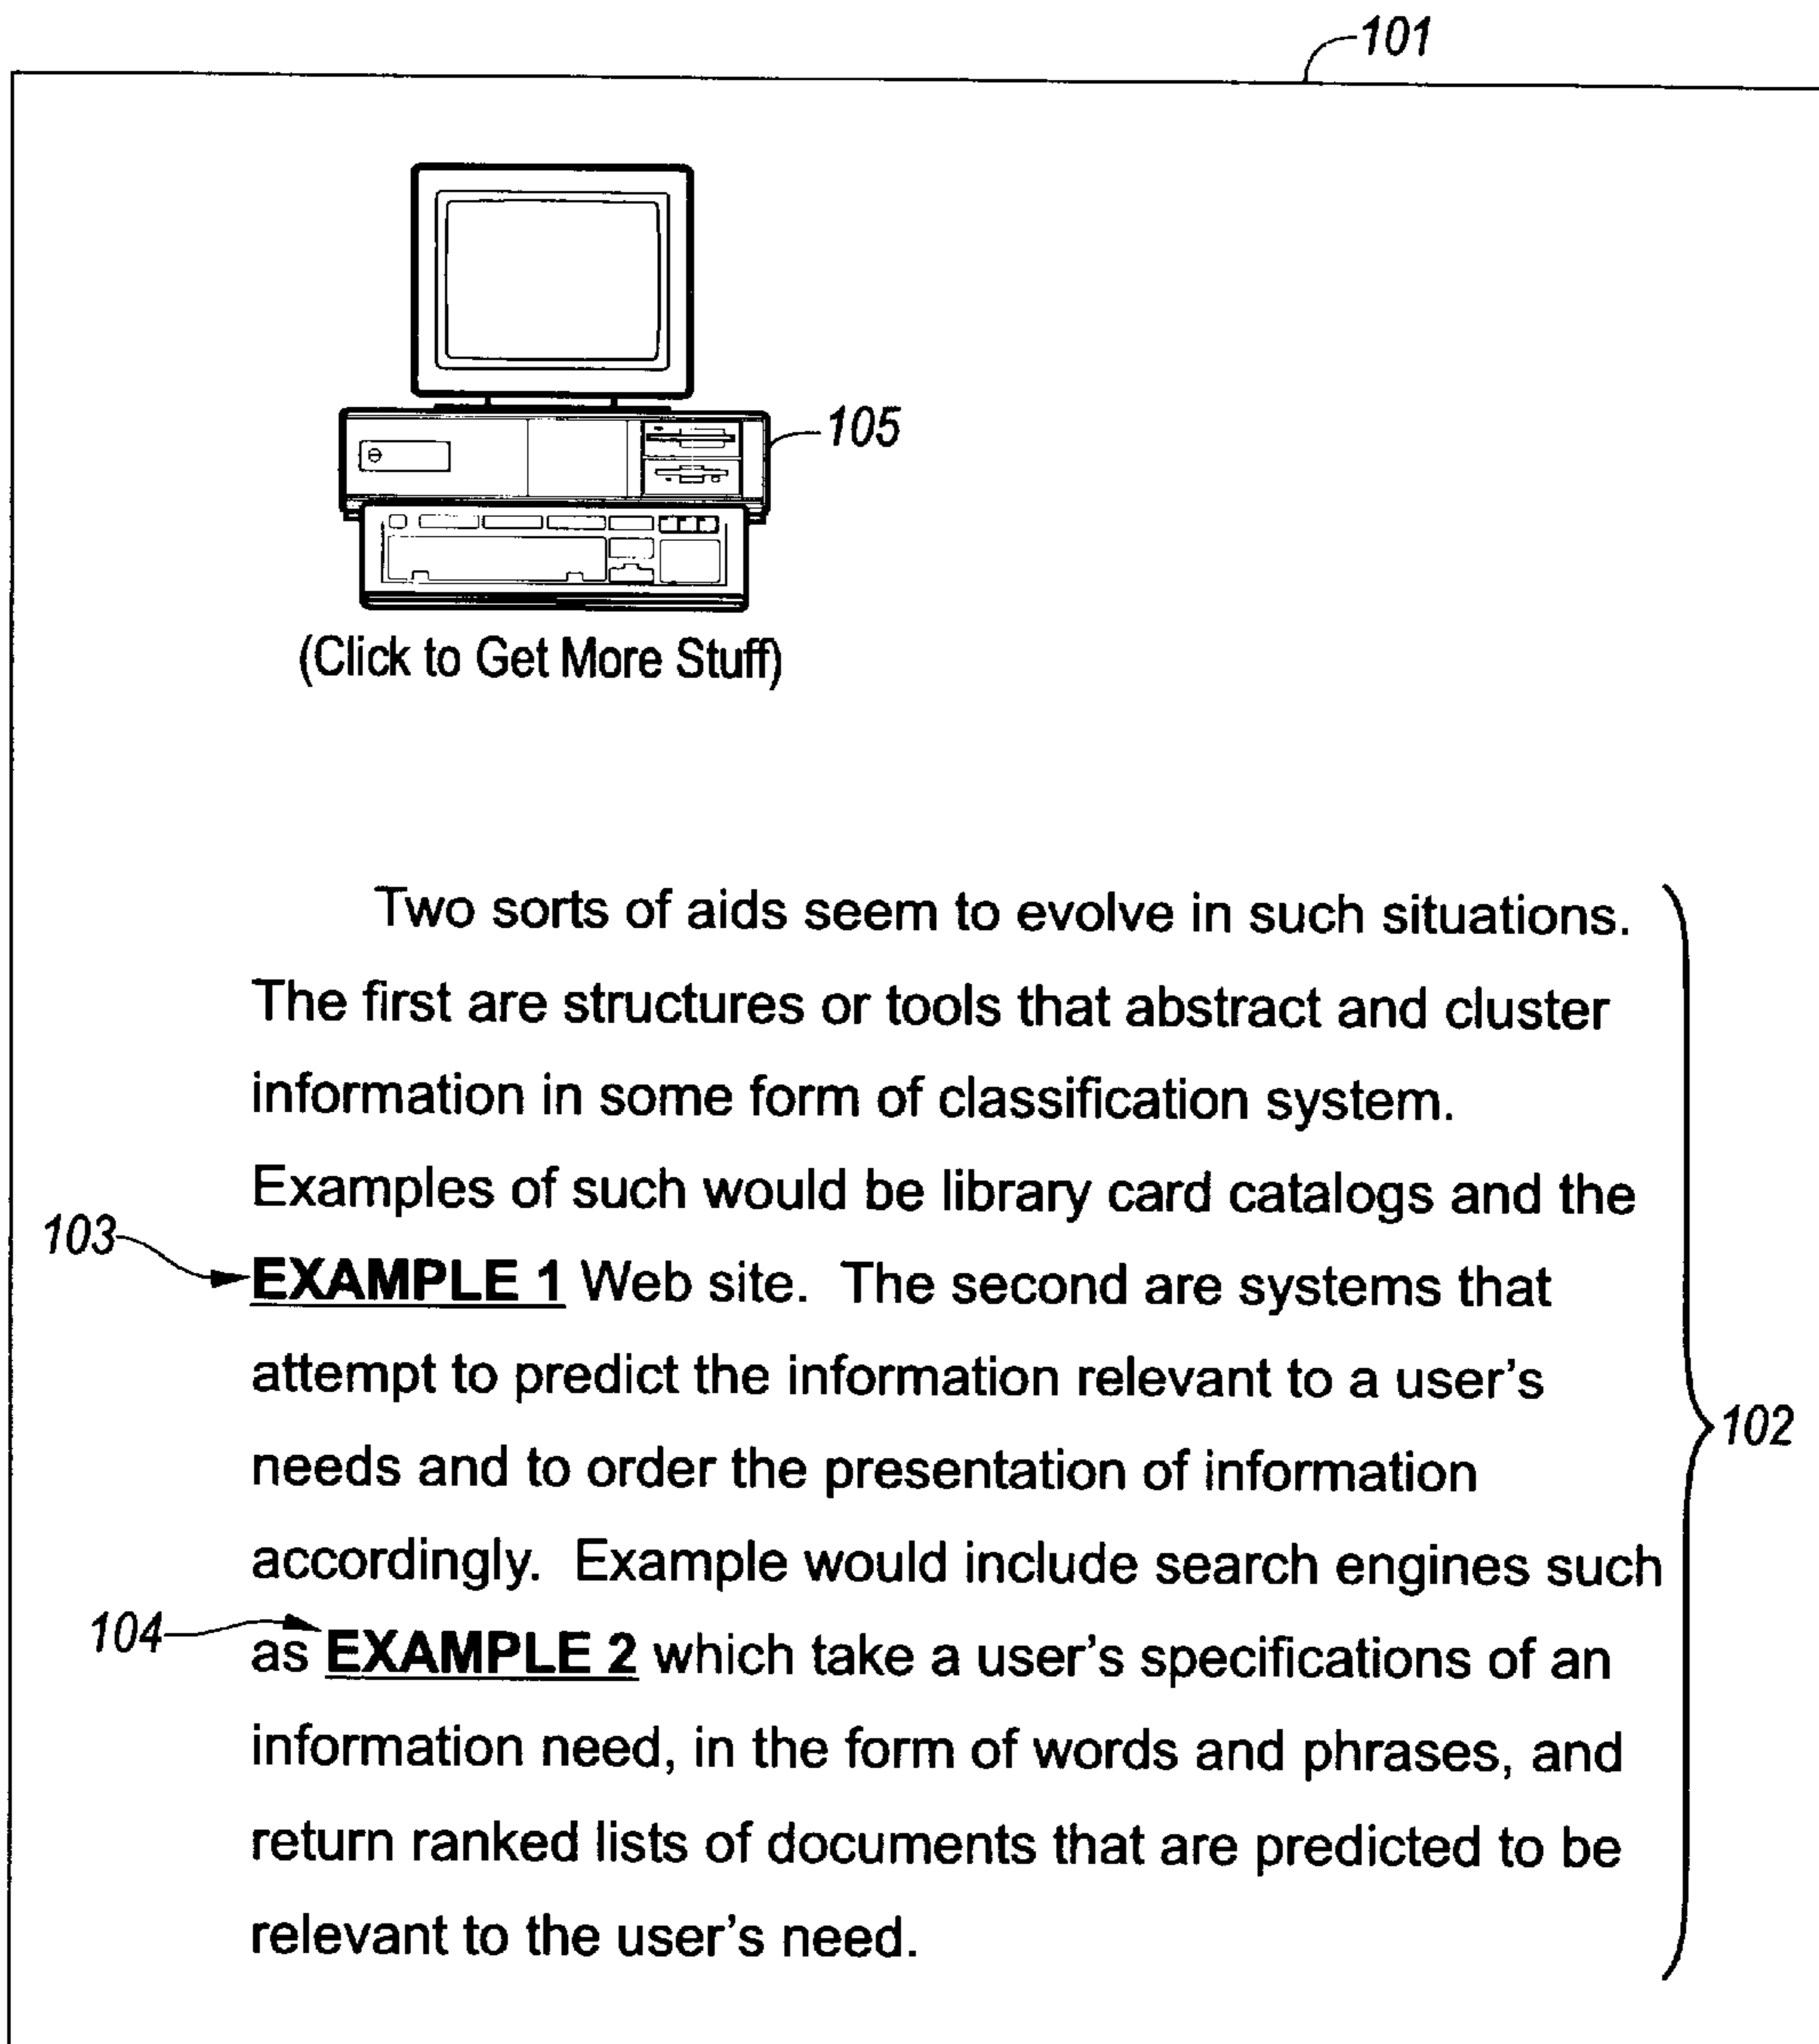 101
105
(Click to Get More Stuff)
Two sorts of aids seem to evolve in such situations.
The first are structures or tools that abstract and cluster
information in some form of classification system.
Examples of such would be library card catalogs and the
103
EXAMPLE 1 Web site. The second are systems that
attempt to predict the information relevant to a user's
102
needs and to order the presentation of information
accordingly. Example would include search engines such
104
as EXAMPLE 2 which take a user's specifications of an
information need, in the form of words and phrases, and
return ranked lists of documents that are predicted to be
relevant to the user's need.